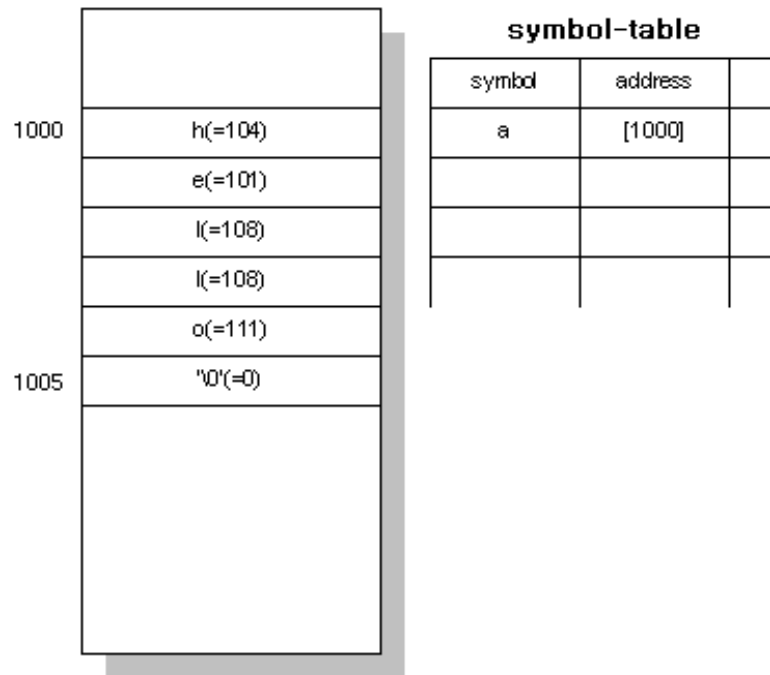 symbol-table
symbol address
1000 h(=104) a [1000]
e(=101)
l(=108)
l(=108)
o(=111)
1005 '\0'(=0)